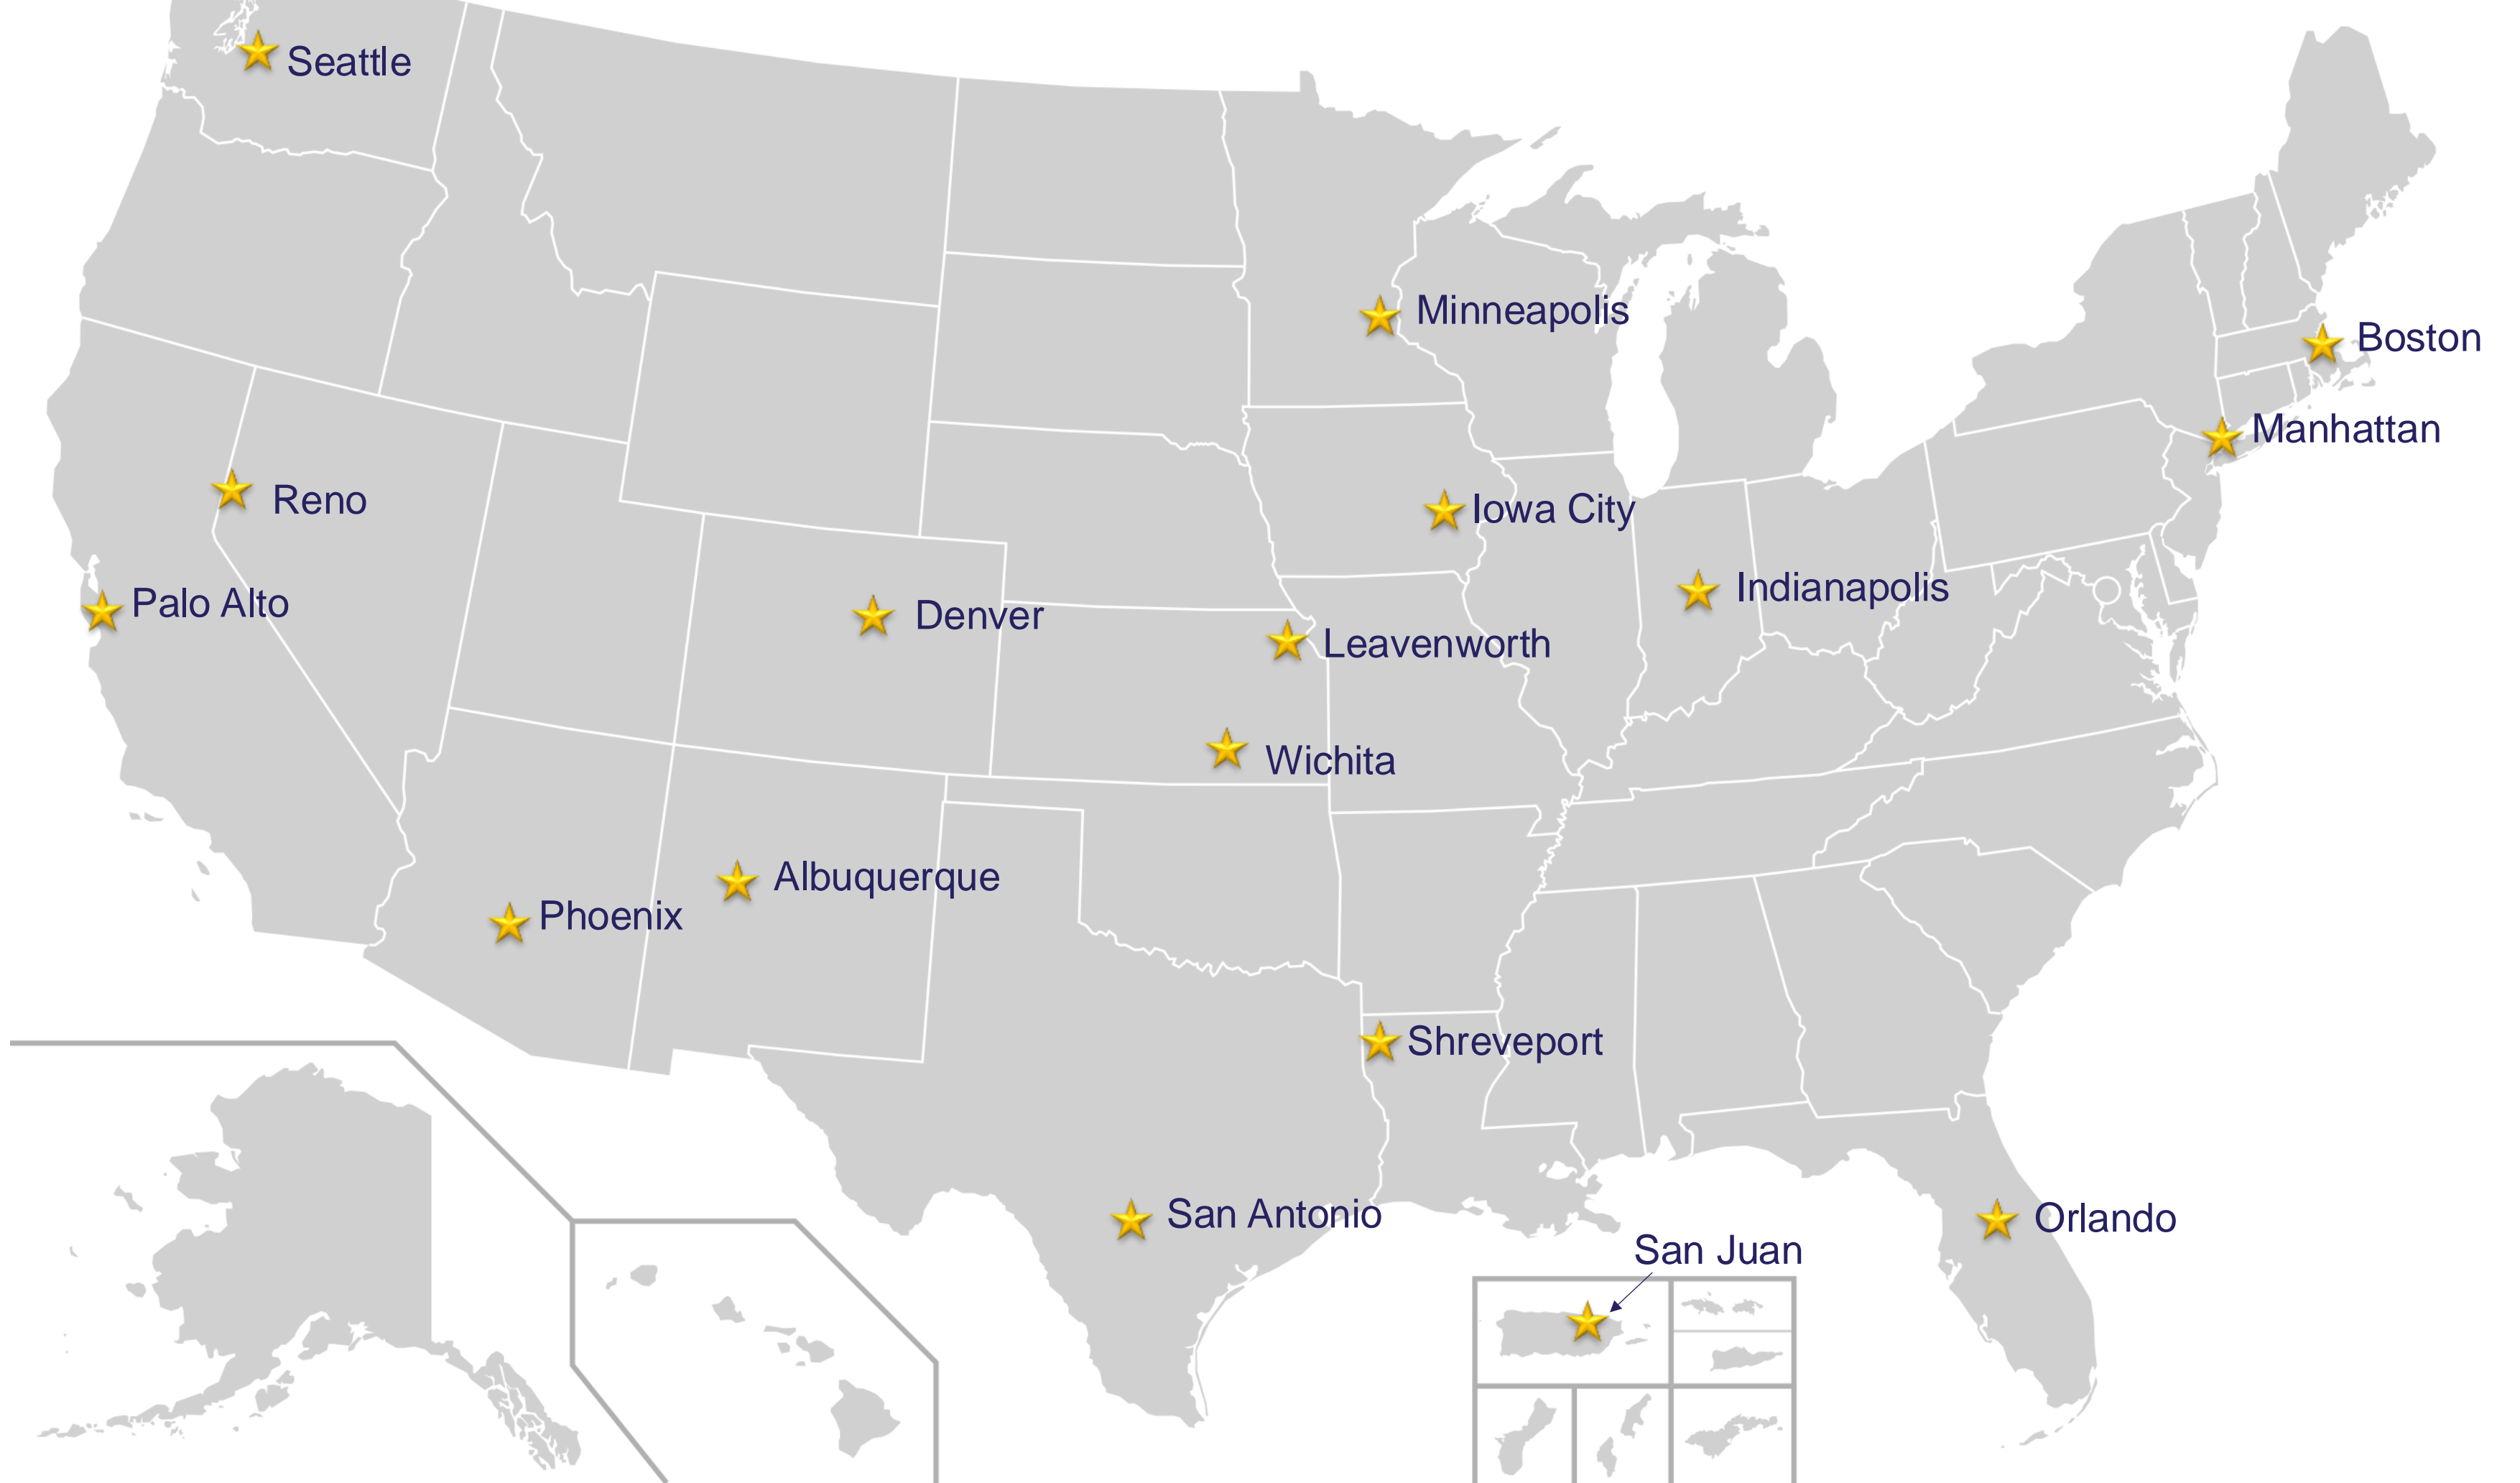 Seattle
Minneapolis
Boston
Manhattan
Reno
Iowa City
Palo Alto
Denver
Indianapolis
Leavenworth
Wichita
Albuquerque
Phoenix
Shreveport
San Antonio
Orlando
San Juan